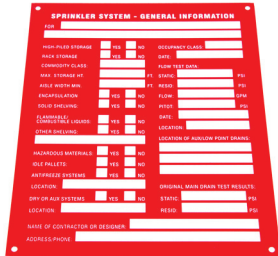 SPRINKLER SYSTEM - GENERAL INFORMATION
FOR
HIGH-PILED STORAGE YES NO OCCUPANCY CLASS:
RACK STORAGE YES NO DATE:
COMMODITY CLASS: FLOW TEST DATA:
MAX. STORAGE HT. FT. STATIC: PSI
AISLE WIDTH MIN. FT. RESID: PSI
ENCAPSULATION YES NO FLOW: GPM
SOLID SHELVING: YES NO PITOT: PSI
FLAMMABLE/ DATE:
COMBUSTIBLE LIQUIDS: YES NO LOCATION:
OTHER SHELVING: YES NO LOCATION OF AUX/LOW POINT DRAINS:
HAZARDOUS MATERIALS: YES NO
IDLE PALLETS: YES NO
ANTIFREEZE SYSTEMS YES NO
LOCATION: ORIGINAL MAIN DRAIN TEST RESULTS:
DRY OR AUX SYSTEMS YES NO STATIC: PSI
LOCATION: RESID: PSI
NAME OF CONTRACTOR OR DESIGNER:
ADDRESS/PHONE